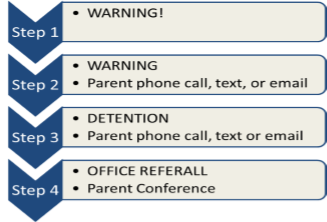 Step 1
• WARNING!
Step 2
• WARNING
• Parent phone call, text, or email
Step 3
• DETENTION
• Parent phone call, text or email
Step 4
• OFFICE REFERALL
• Parent Conference